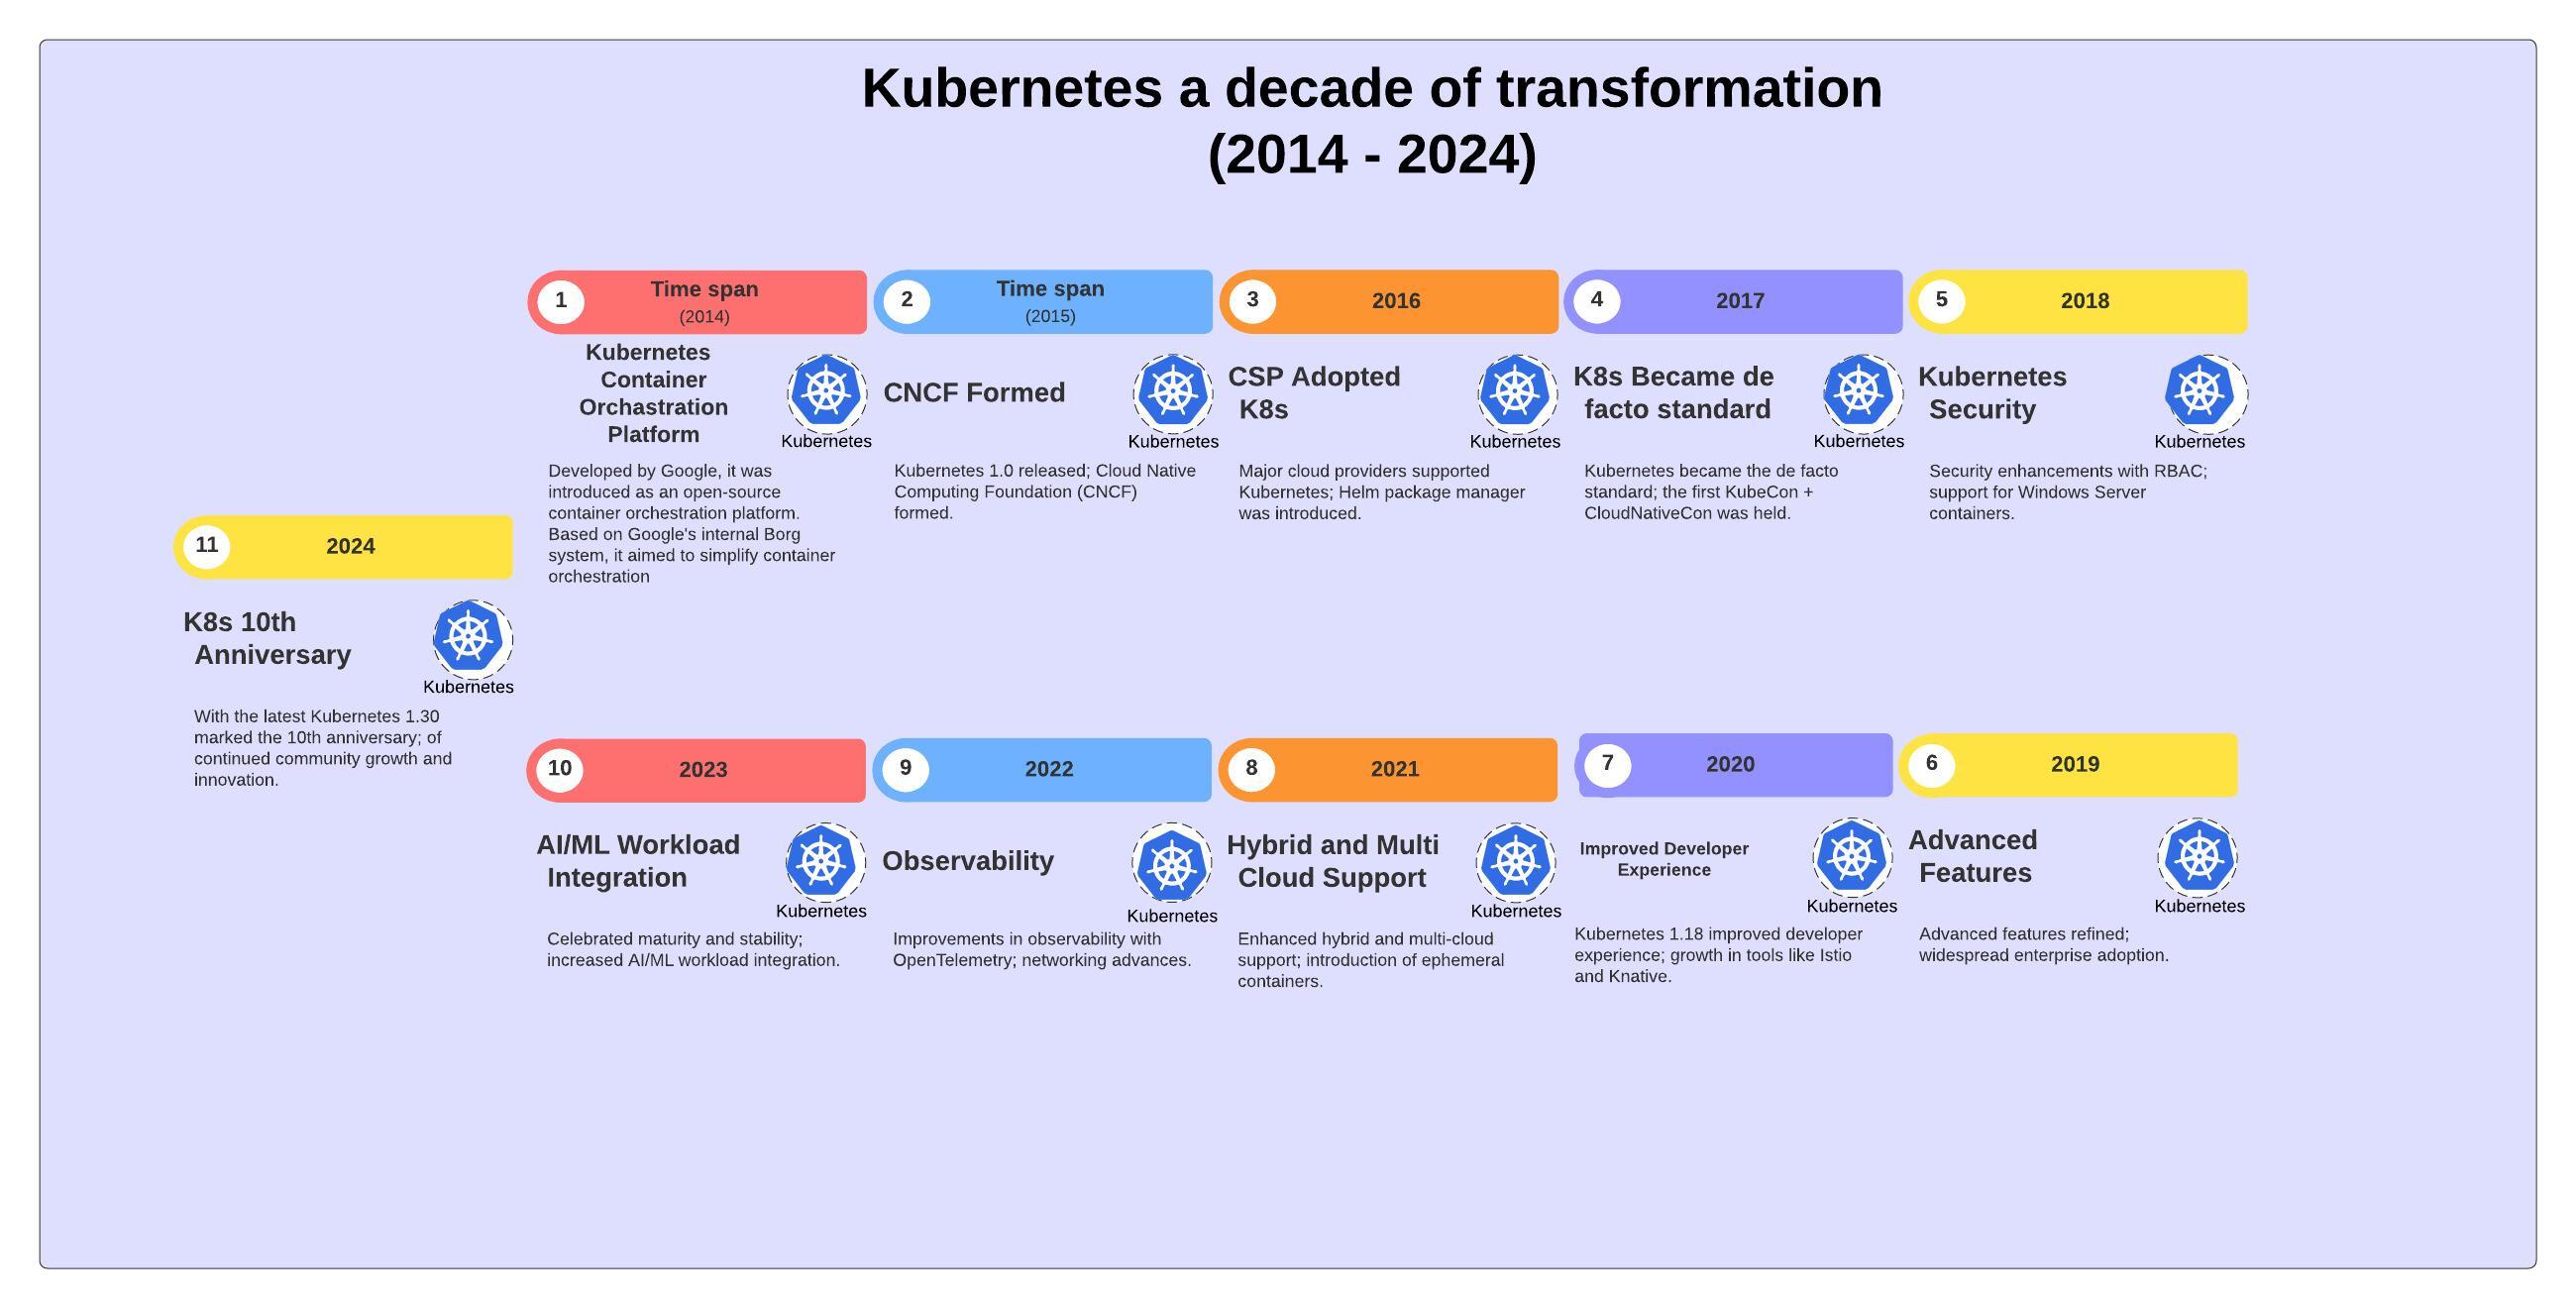 Kubernetes a decade of transformation
(2014 - 2024)
1
Time span
(2014)
Kubernetes
Container
Orchastration
Platform
Kubernetes
Developed by Google, it was
introduced as an open-source
container orchestration platform.
Based on Google's internal Borg
system, it aimed to simplify container
orchestration
2
Time span
(2015)
CNCF Formed
Kubernetes
Kubernetes 1.0 released; Cloud Native
Computing Foundation (CNCF)
formed.
3
2016
CSP Adopted
K8s
Kubernetes
Major cloud providers supported
Kubernetes; Helm package manager
was introduced.
4
2017
K8s Became de
facto standard
Kubernetes
Kubernetes became the de facto
standard; the first KubeCon +
CloudNativeCon was held.
5
2018
Kubernetes
Security
Kubernetes
Security enhancements with RBAC;
support for Windows Server
containers.
6
2019
Advanced
Features
Kubernetes
Advanced features refined;
widespread enterprise adoption.
7
2020
Improved Developer
Experience
Kubernetes
Kubernetes 1.18 improved developer
experience; growth in tools like Istio
and Knative.
8
2021
Hybrid and Multi
Cloud Support
Kubernetes
Enhanced hybrid and multi-cloud
support; introduction of ephemeral
containers.
9
2022
Observability
Kubernetes
Improvements in observability with
OpenTelemetry; networking advances.
10
2023
AI/ML Workload
Integration
Kubernetes
Celebrated maturity and stability;
increased AI/ML workload integration.
11
2024
K8s 10th
Anniversary
Kubernetes
With the latest Kubernetes 1.30
marked the 10th anniversary; of
continued community growth and
innovation.